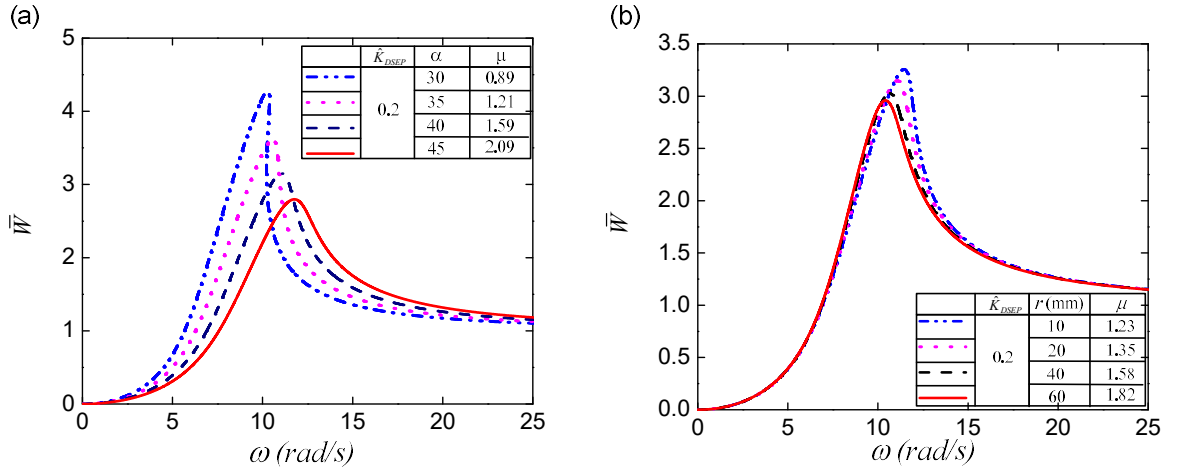 (a)
5
4
3
2
1
0
W̄
0 5 10 15 20 25
ω (rad/s)
K̂DSEP α μ
30 0.89
0.2
35 1.21
40 1.59
45 2.09
(b)
3.5
3.0
2.5
2.0
1.5
1.0
0.5
0.0
W̄
0 5 10 15 20 25
ω (rad/s)
K̂DSEP r (mm) μ
10 1.23
0.2
20 1.35
40 1.58
60 1.82